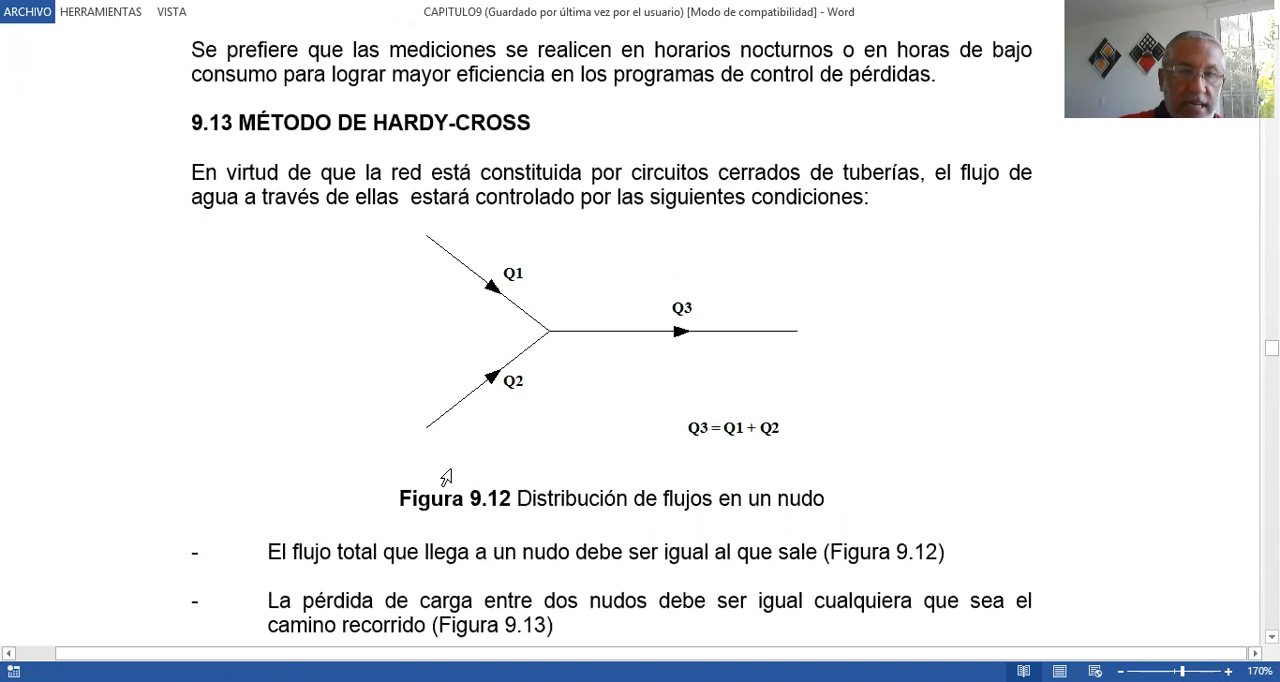 ARCHIVO HERRAMIENTAS VISTA CAPITULO9 (Guardado por última vez por el usuario) [Modo de compatibilidad] - Word
Se prefiere que las mediciones se realicen en horarios nocturnos o en horas de bajo
consumo para lograr mayor eficiencia en los programas de control de pérdidas.
9.13 MÉTODO DE HARDY-CROSS
En virtud de que la red está constituida por circuitos cerrados de tuberías, el flujo de
agua a través de ellas estará controlado por las siguientes condiciones:
Q1
Q3
Q2
Q3 = Q1 + Q2
Figura 9.12 Distribución de flujos en un nudo
- El flujo total que llega a un nudo debe ser igual al que sale (Figura 9.12)
- La pérdida de carga entre dos nudos debe ser igual cualquiera que sea el
camino recorrido (Figura 9.13)
170%